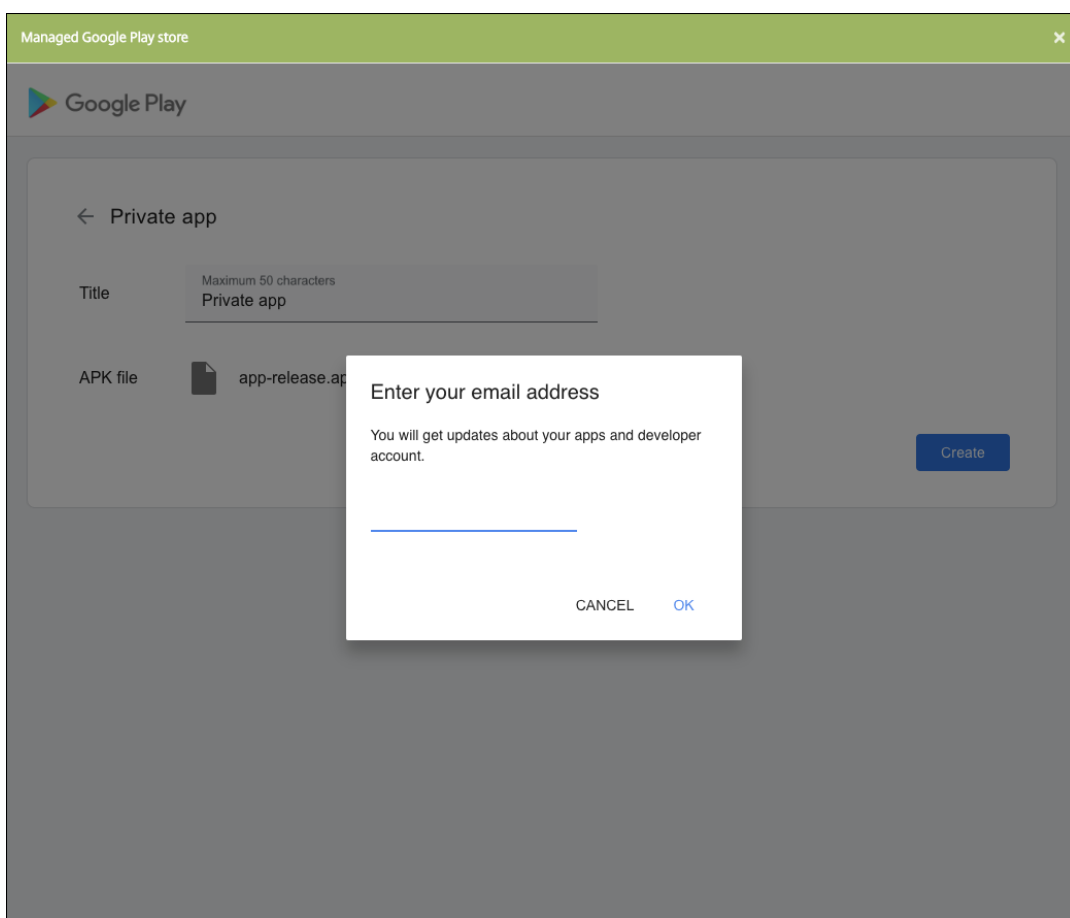 Managed Google Play store
Google Play
Private app
Title
Maximum 50 characters
Private app
APK file
app-release.ap
Enter your email address
You will get updates about your apps and developer
account.
Create
CANCEL OK